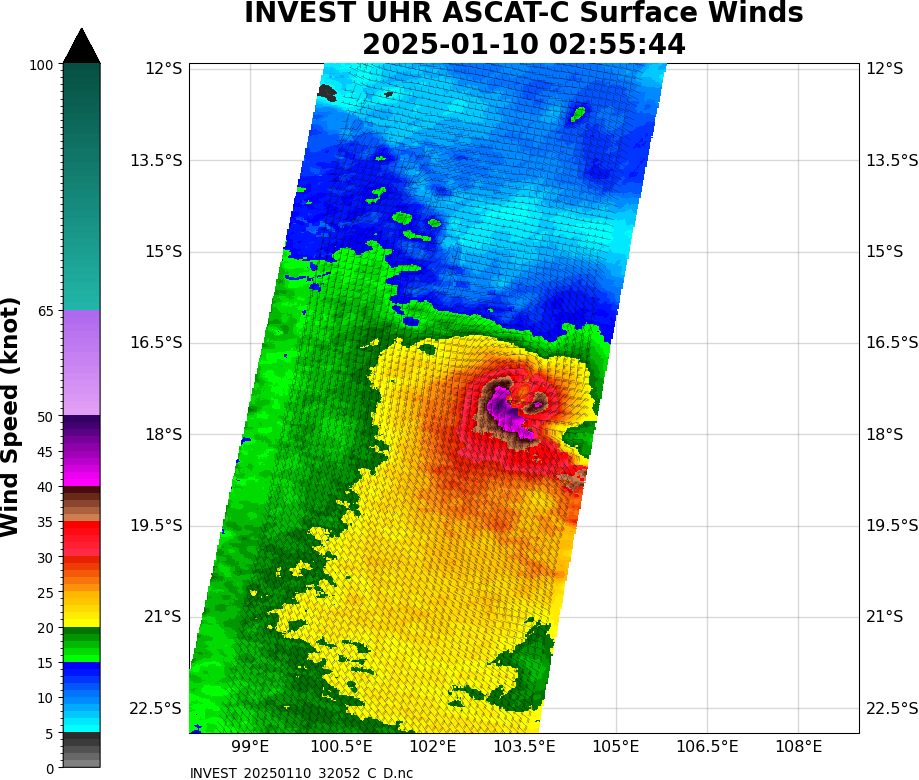 INVEST UHR ASCAT-C Surface Winds
2025-01-10 02:55:44
Wind Speed (knot)
100
65
50
45
40
35
30
25
20
15
10
5
0
12°S
13.5°S
15°S
16.5°S
18°S
19.5°S
21°S
22.5°S
12°S
13.5°S
15°S
16.5°S
18°S
19.5°S
21°S
22.5°S
99°E 100.5°E 102°E 103.5°E 105°E 106.5°E 108°E
INVEST_20250110_32052_C_D.nc